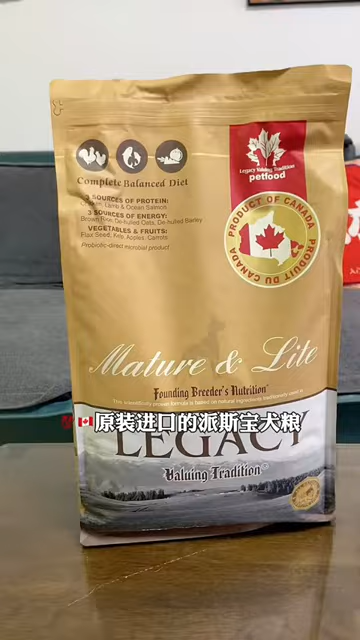 Legacy Valuing Tradition
petfood
Complete Balanced Diet
3 SOURCES OF PROTEIN:
Chicken, Lamb & Ocean Salmon
3 SOURCES OF ENERGY:
Brown Rice, De-hulled Oats, De-hulled Barley
VEGETABLES & FRUITS:
Flax Seed, Kelp, Apples, Carrots
Probiotic-direct microbial product
PRODUCT OF CANADA
PRODUIT DU CANADA
Mature & Lite
Founding Breeder's Nutrition
原装进口的派斯宝犬粮
LEGACY
Valuing Tradition